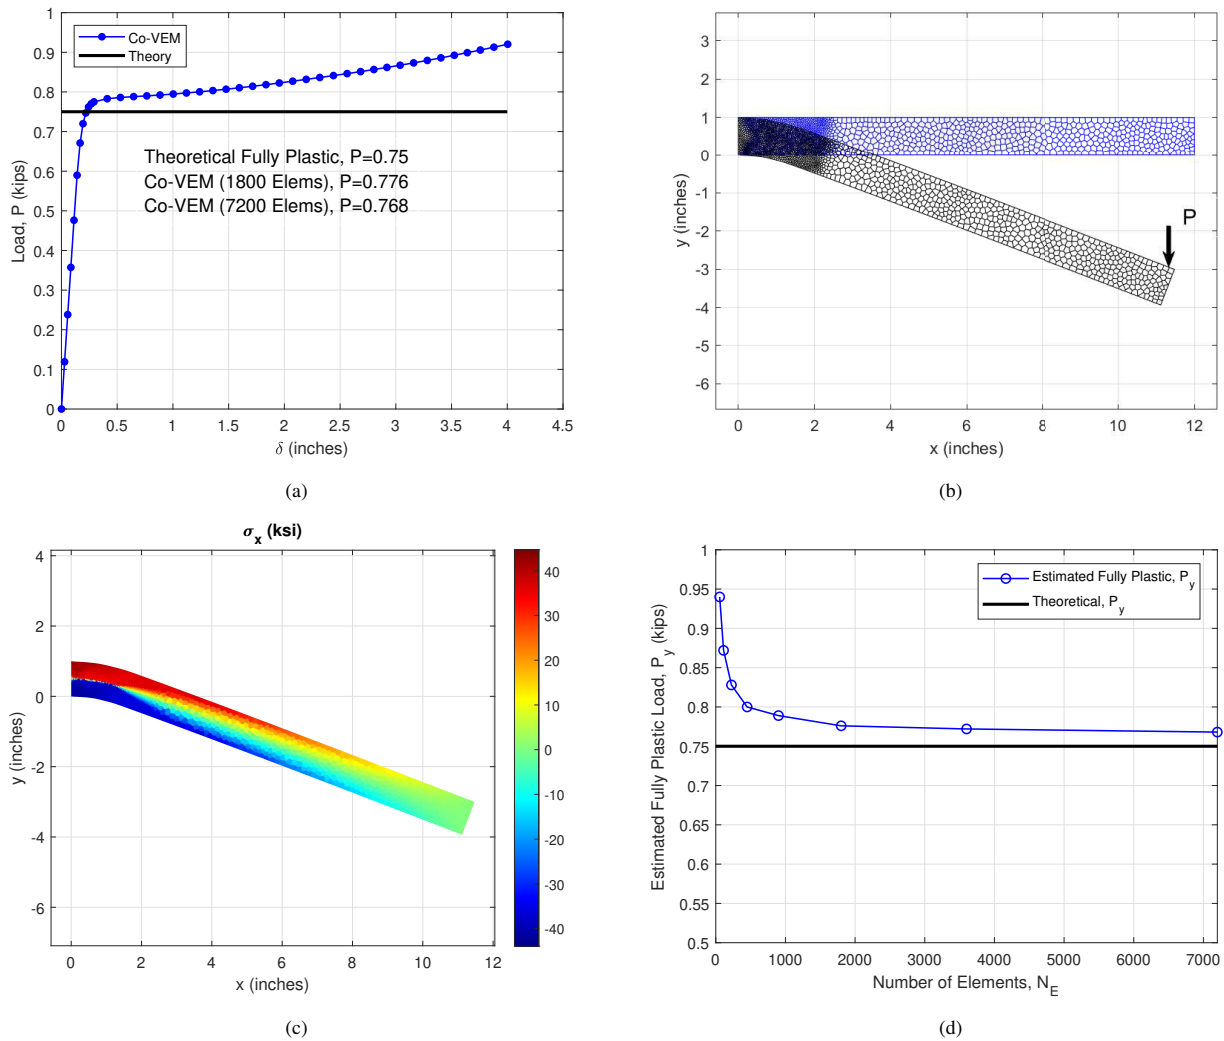 1
0.9
0.8
0.7
0.6
0.5
0.4
0.3
0.2
0.1
0
Load, P (kips)
Co-VEM
Theory
Theoretical Fully Plastic, P=0.75
Co-VEM (1800 Elems), P=0.776
Co-VEM (7200 Elems), P=0.768
0 0.5 1 1.5 2 2.5 3 3.5 4 4.5
δ (inches)
(a)
3
2
1
0
-1
-2
-3
-4
-5
-6
y (inches)
P
0 2 4 6 8 10 12
x (inches)
(b)
σx (ksi)
4
2
0
-2
-4
-6
y (inches)
0 2 4 6 8 10 12
x (inches)
40
30
20
10
0
-10
-20
-30
-40
(c)
1
0.95
0.9
0.85
0.8
0.75
0.7
0.65
0.6
0.55
0.5
Estimated Fully Plastic Load, Py (kips)
Estimated Fully Plastic, Py
Theoretical, Py
0 1000 2000 3000 4000 5000 6000 7000
Number of Elements, NE
(d)